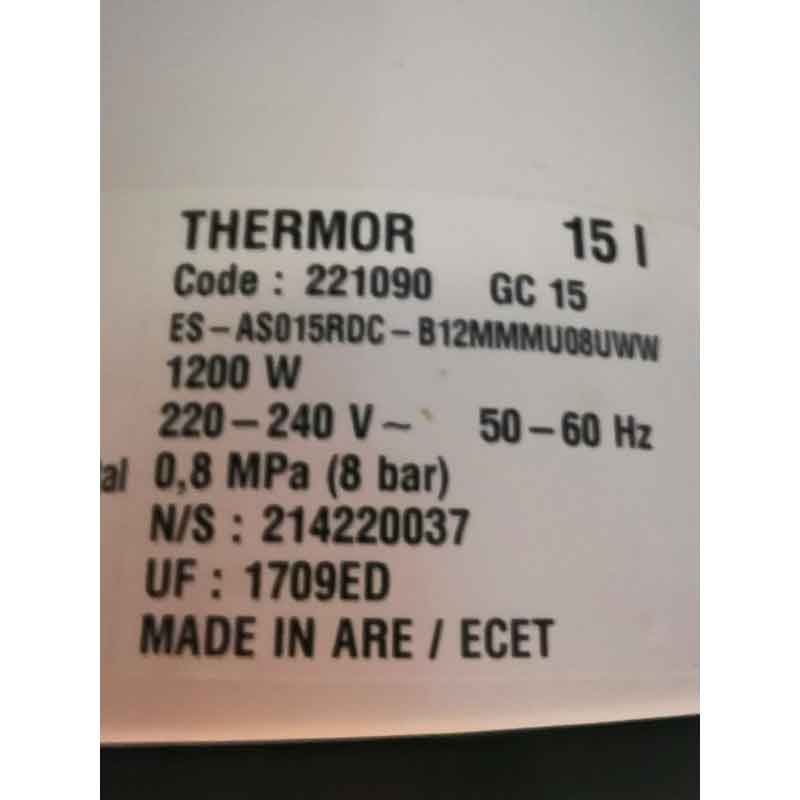 THERMOR 15 l
Code : 221090 GC 15
ES-AS015RDC-B12MMMU08UWW
1200 W
220-240 V~ 50-60 Hz
0,8 MPa (8 bar)
N/S : 214220037
UF : 1709ED
MADE IN ARE / ECET